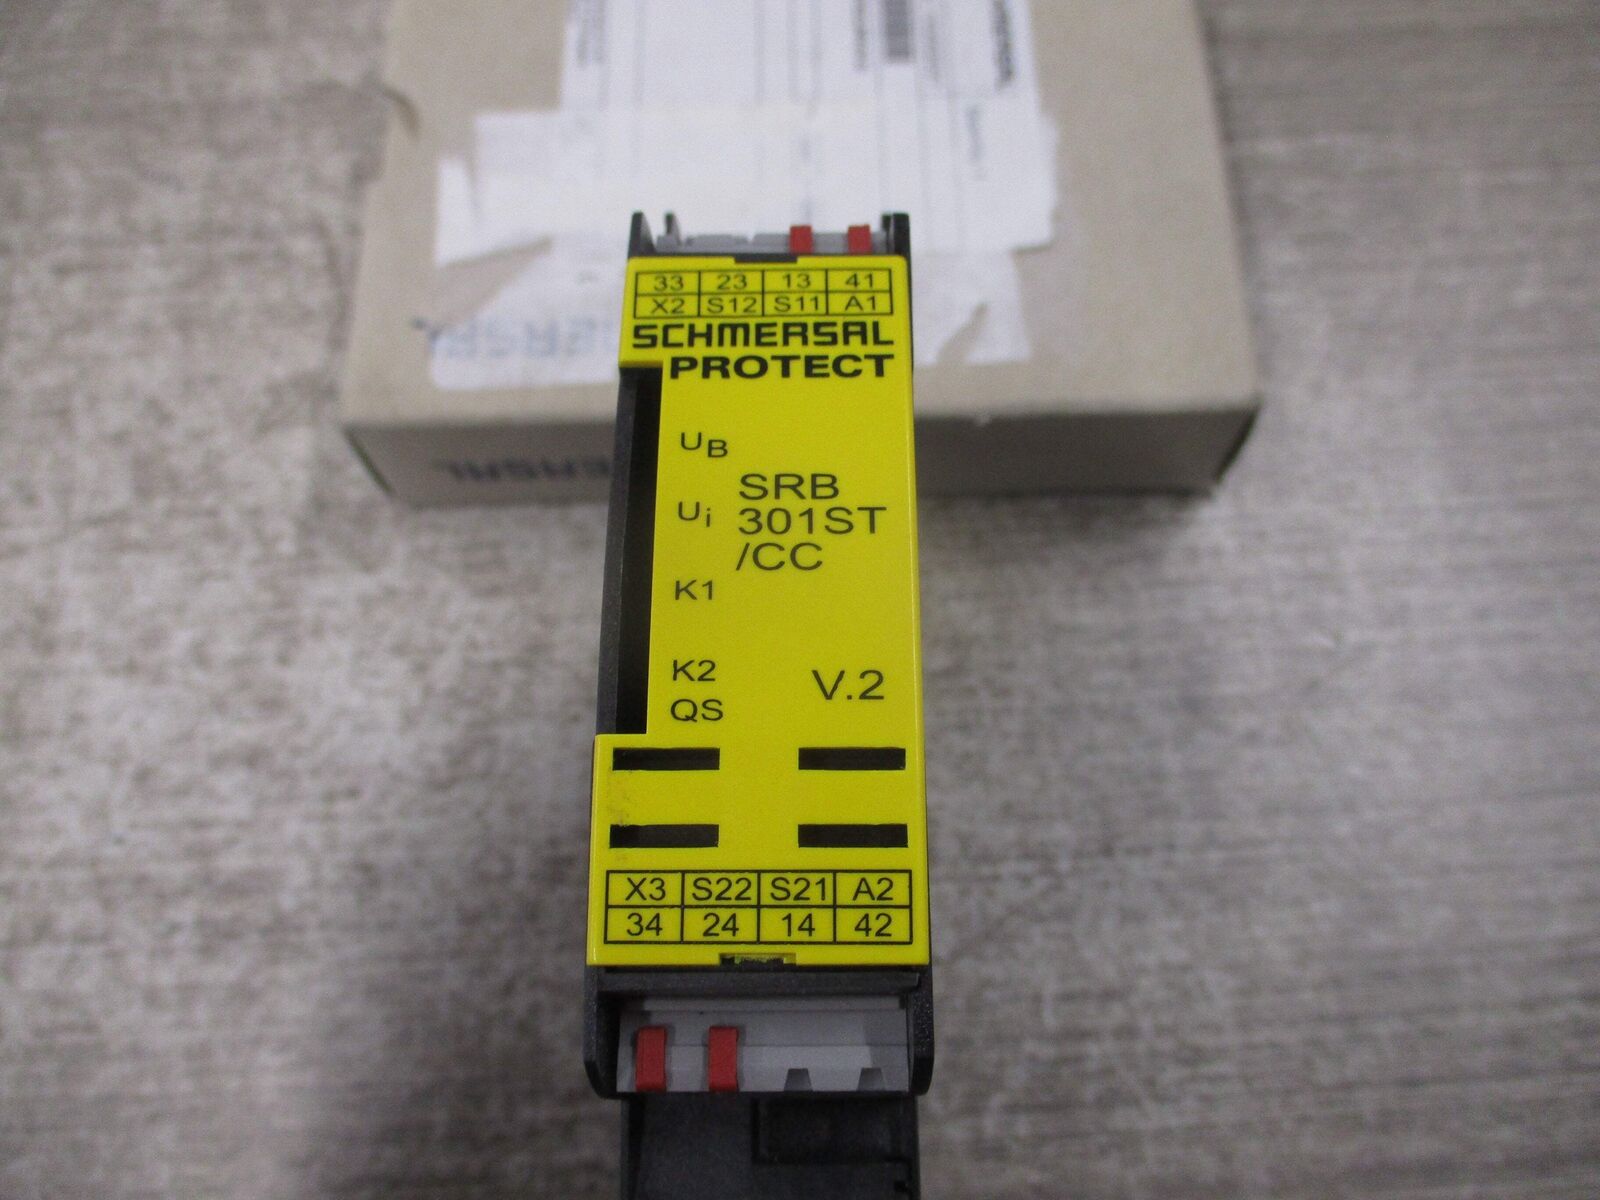 33 23 13 41
X2 S12 S11 A1
SCHMERSAL
PROTECT
UB
SRB
Ui 301ST
/CC
K1
K2
V.2
QS
X3 S22 S21 A2
34 24 14 42